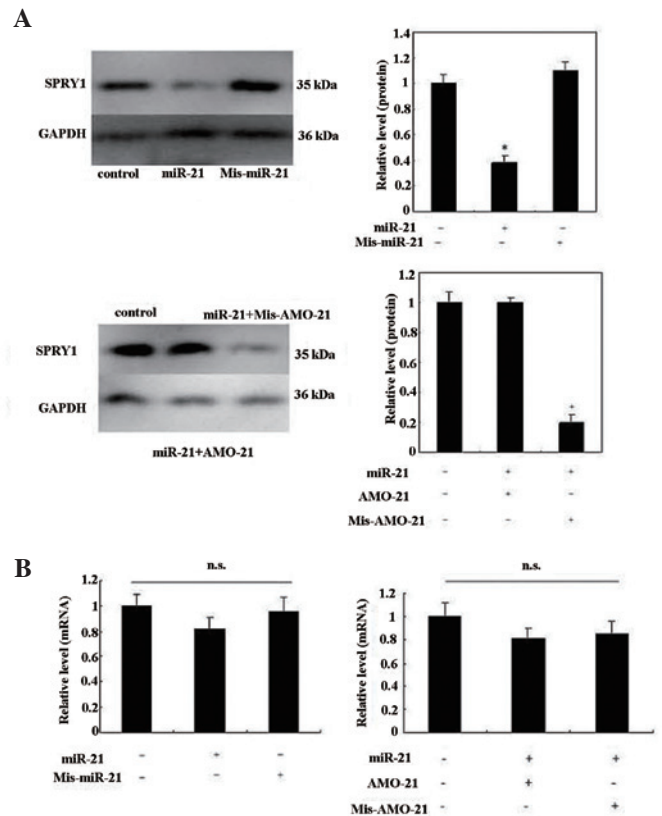 A
SPRY1
35 kDa
GAPDH
36 kDa
control miR-21 Mis-miR-21
Relative level (protein)
1.4
1.2
1
0.8
0.6
0.4
0.2
0
*
miR-21 - + -
Mis-miR-21 - - +
control miR-21+Mis-AMO-21
SPRY1
35 kDa
GAPDH
36 kDa
miR-21+AMO-21
Relative level (protein)
1.2
1
0.8
0.6
0.4
0.2
0
+
miR-21 - + +
AMO-21 - + -
Mis-AMO-21 - - +
B
n.s.
Relative level (mRNA)
1.2
1
0.8
0.6
0.4
0.2
0
miR-21 - + -
Mis-miR-21 - - +
n.s.
Relative level (mRNA)
1.2
1
0.8
0.6
0.4
0.2
0
miR-21 - + +
AMO-21 - + -
Mis-AMO-21 - - +